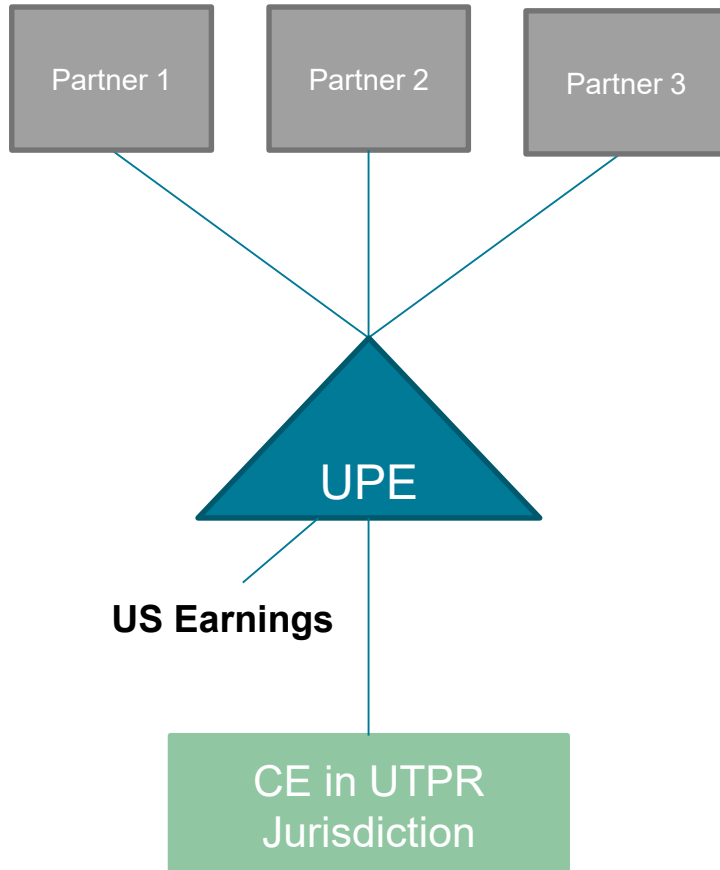 Partner 1
Partner 2
Partner 3
UPE
US Earnings
CE in UTPR
Jurisdiction